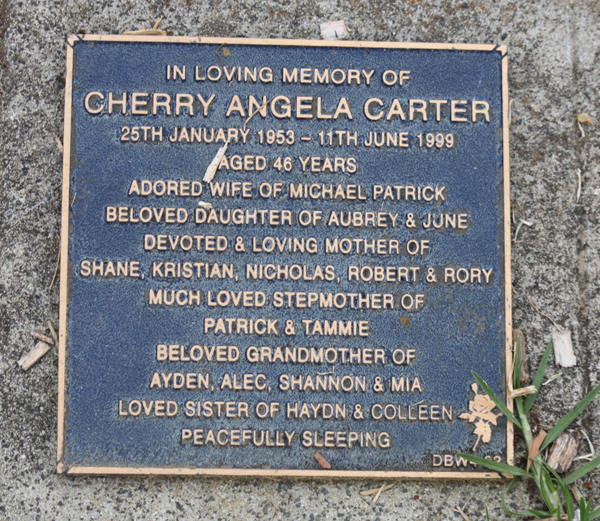 IN LOVING MEMORY OF
CHERRY ANGELA CARTER
25TH JANUARY 1953 - 11TH JUNE 1999
AGED 46 YEARS
ADORED WIFE OF MICHAEL PATRICK
BELOVED DAUGHTER OF AUBREY & JUNE
DEVOTED & LOVING MOTHER OF
SHANE, KRISTIAN, NICHOLAS, ROBERT & RORY
MUCH LOVED STEPMOTHER OF
PATRICK & TAMMIE
BELOVED GRANDMOTHER OF
AYDEN, ALEC, SHANNON & MIA
LOVED SISTER OF HAYDN & COLLEEN
PEACEFULLY SLEEPING